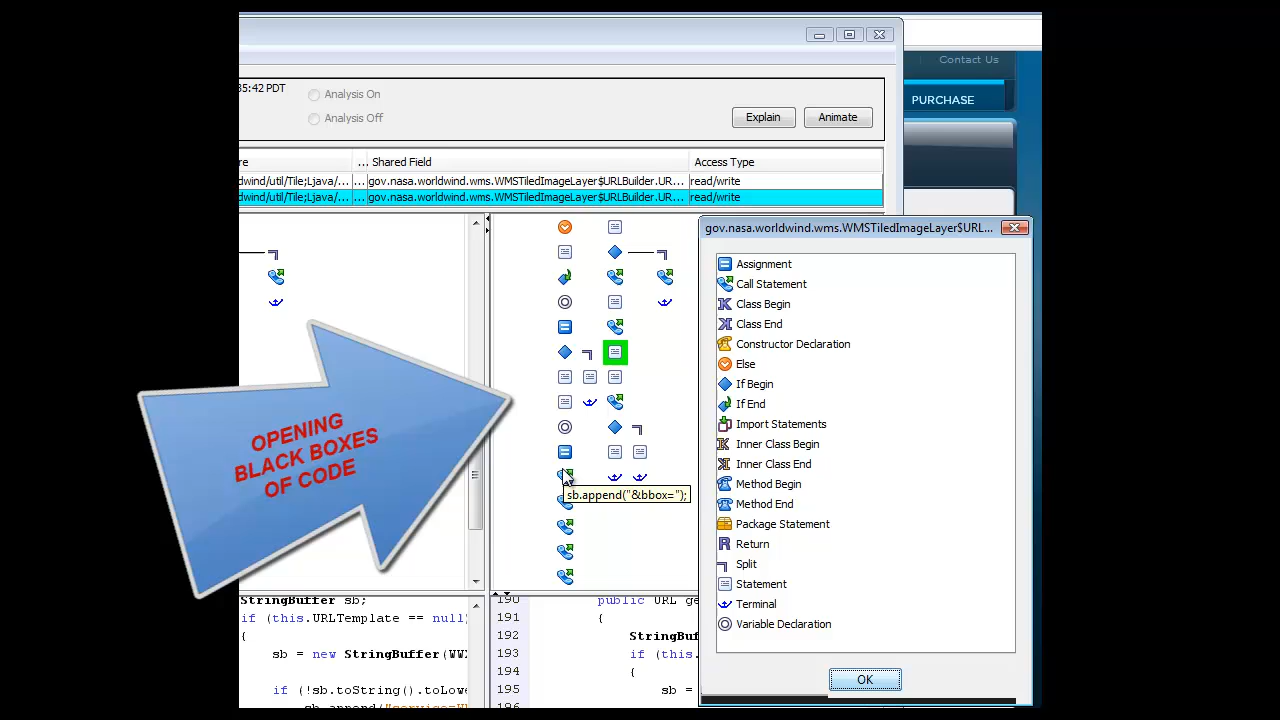 Contact Us
PURCHASE
35:42 PDT
Analysis On
Analysis Off
Explain
Animate
re ... Shared Field Access Type
dwind/util/Tile;Ljava/... ... gov.nasa.worldwind.wms.WMSTiledImageLayer$URLBuilder.UR... read/write
dwind/util/Tile;Ljava/... ... gov.nasa.worldwind.wms.WMSTiledImageLayer$URLBuilder.UR... read/write
gov.nasa.worldwind.wms.WMSTiledImageLayer$URL...
Assignment
Call Statement
Class Begin
Class End
Constructor Declaration
Else
If Begin
If End
Import Statements
Inner Class Begin
Inner Class End
Method Begin
Method End
Package Statement
Return
Split
Statement
Terminal
Variable Declaration
OK
OPENING
BLACK BOXES
OF CODE
sb.append("&bbox=");
StringBuffer sb;
if (this.URLTemplate == null)
{
sb = new StringBuffer(WW
if (!sb.toString().toLowe
sb.append("service=W
190 public URL ge
191 {
192 StringBuf
193 if (this.
194 {
195 sb =
196